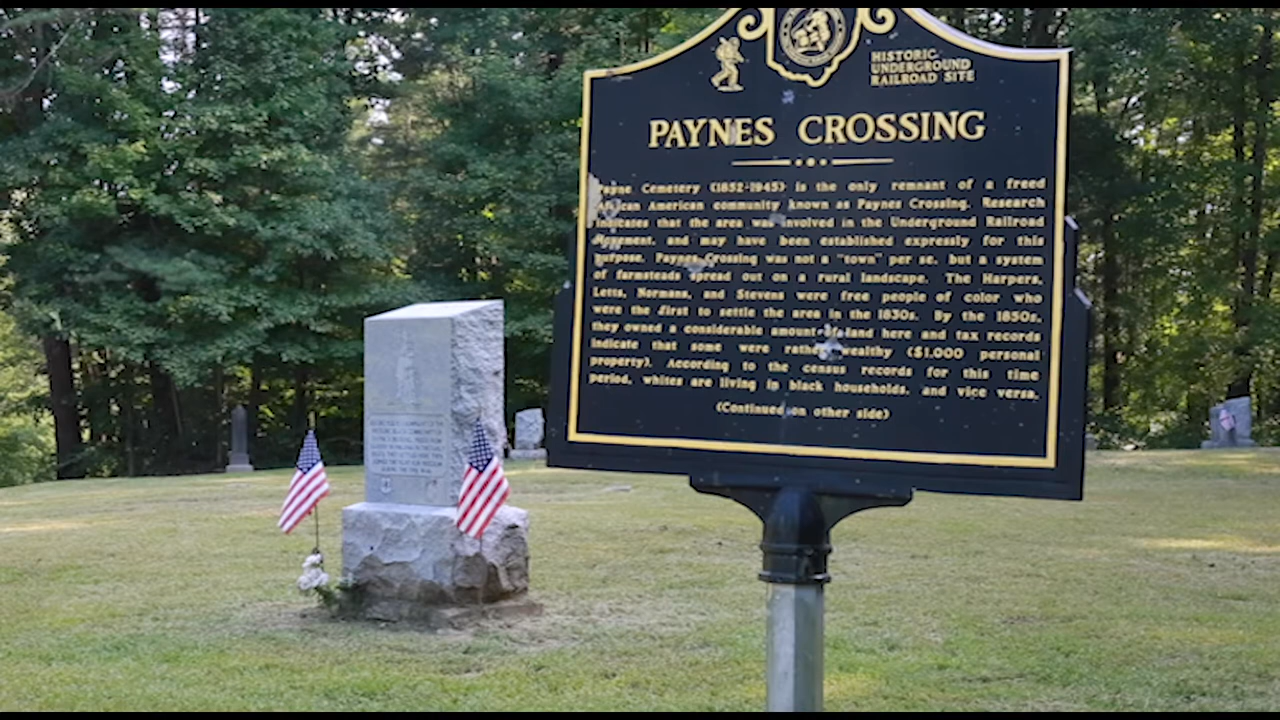 HISTORIC
UNDERGROUND
RAILROAD SITE
PAYNES CROSSING
Payne Cemetery (1852-1945) is the only remnant of a freed
African American community known as Payne Crossing. Research
indicates that the area was involved in the Underground Railroad
Movement, and may have been established expressly for this
purpose. Paynes Crossing was not a "town" per se, but a system
of farmsteads spread out on a rural landscape. The Harpers,
Letts, Normans, and Stevens were free people of color who
were the first to settle the area in the 1830s. By the 1850s,
they owned a considerable amount of land here and tax records
indicate that some were rather wealthy ($1,000 personal
property). According to the census records for this time
period, whites are living in black households, and vice versa.
(Continued on other side)